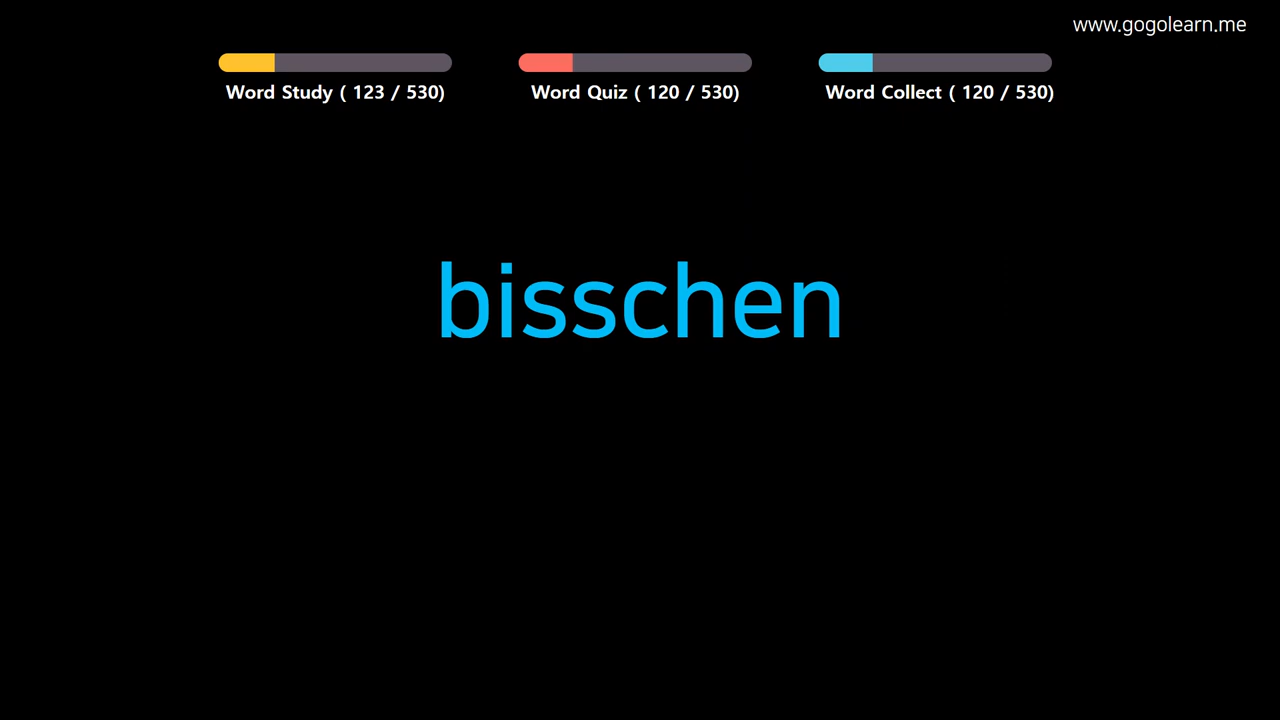 www.gogolearn.me
Word Study ( 123 / 530)
Word Quiz ( 120 / 530)
Word Collect ( 120 / 530)
bisschen